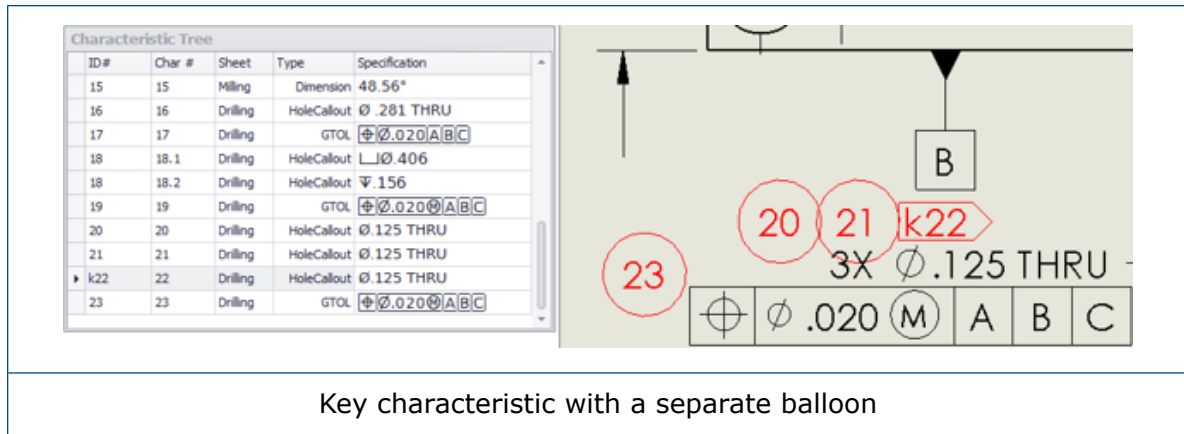 Characteristic Tree
ID# Char # Sheet Type Specification
15 15 Milling Dimension 48.56°
16 16 Drilling HoleCallout Ø .281 THRU
17 17 Drilling GTOL ⌖ Ø.020 A B C
18 18.1 Drilling HoleCallout ⌴Ø.406
18 18.2 Drilling HoleCallout ↧.156
19 19 Drilling GTOL ⌖ Ø.020Ⓜ A B C
20 20 Drilling HoleCallout Ø.125 THRU
21 21 Drilling HoleCallout Ø.125 THRU
k22 22 Drilling HoleCallout Ø.125 THRU
23 23 Drilling GTOL ⌖ Ø.020Ⓜ A B C
B
20 21 k22
23
3X Ø.125 THRU
⌖ Ø .020 Ⓜ A B C
Key characteristic with a separate balloon